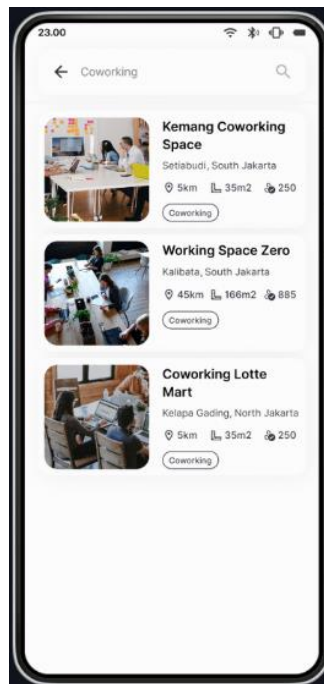 23.00
Coworking
Kemang Coworking
Space
Setiabudi, South Jakarta
5km 35m2 250
Coworking
Working Space Zero
Kalibata, South Jakarta
45km 166m2 885
Coworking
Coworking Lotte
Mart
Kelapa Gading, North Jakarta
5km 35m2 250
Coworking